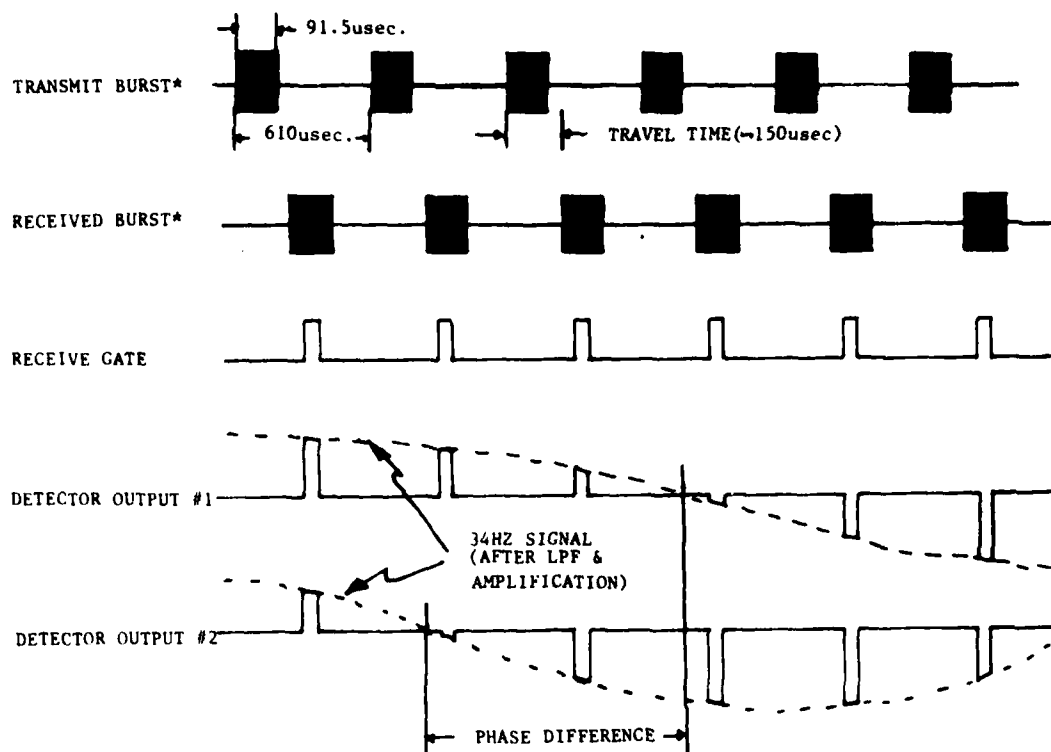 91.5usec.
TRANSMIT BURST*
610usec.
TRAVEL TIME(~150usec)
RECEIVED BURST*
RECEIVE GATE
DETECTOR OUTPUT #1
34HZ SIGNAL
(AFTER LPF &
AMPLIFICATION)
DETECTOR OUTPUT #2
PHASE DIFFERENCE